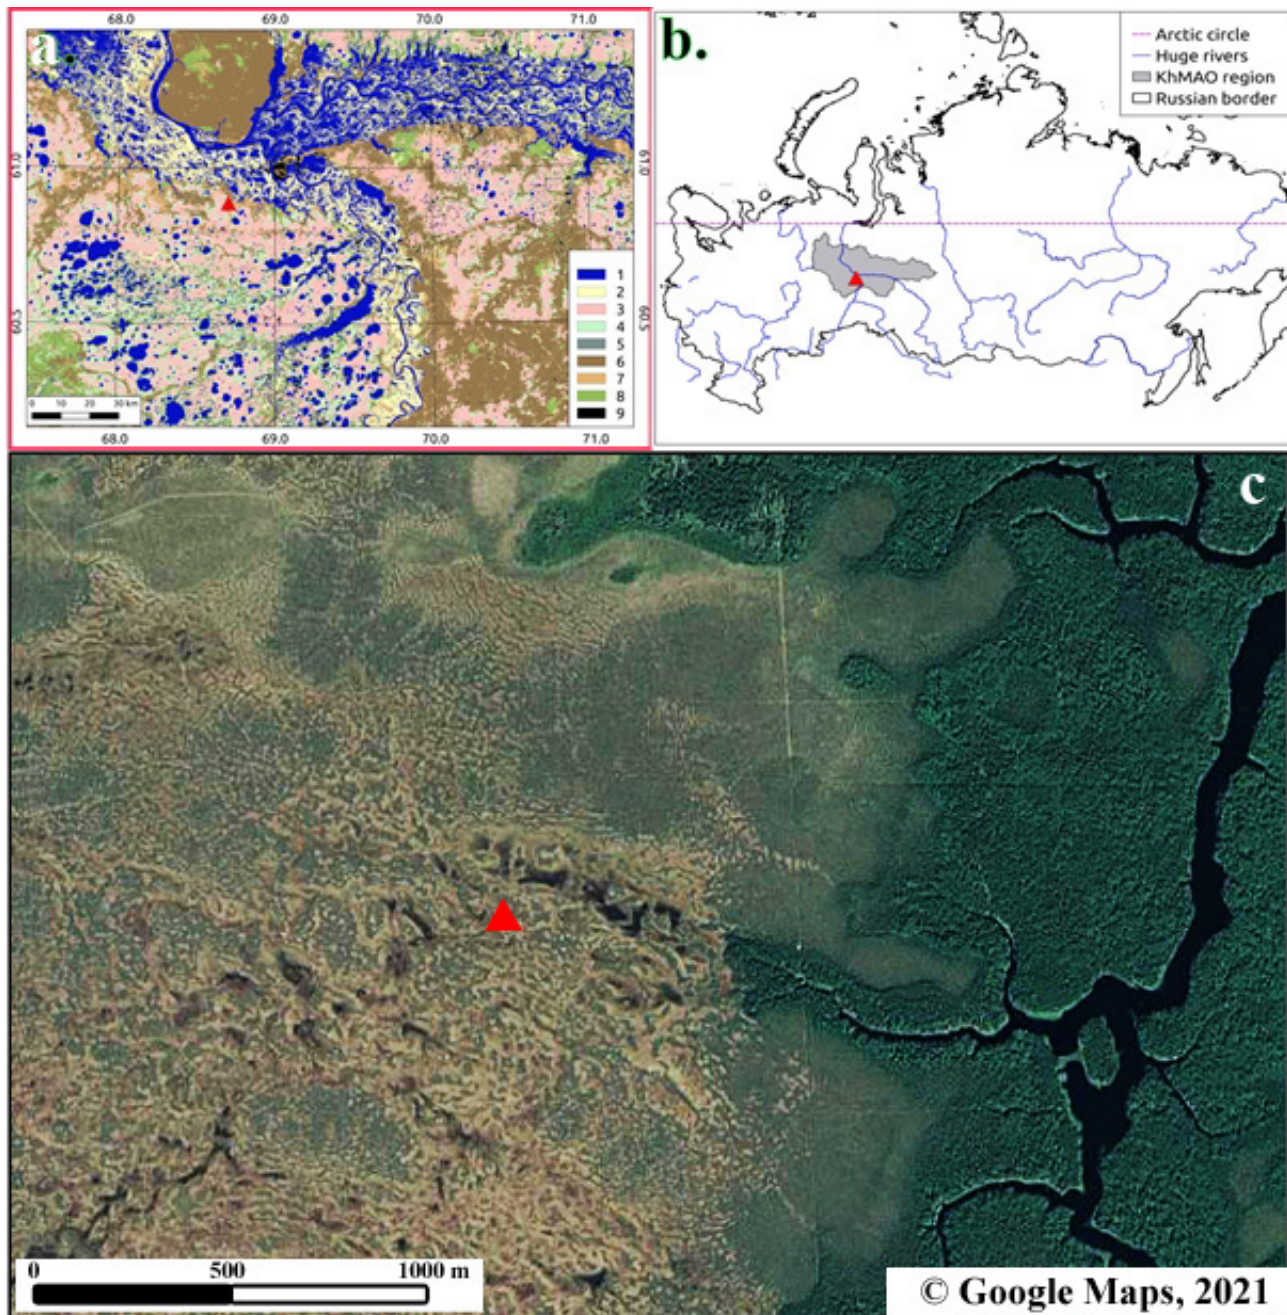 a
68.0 69.0 70.0 71.0
61.0 61.0
60.5 60.5
1
2
3
4
5
6
7
8
9
0 10 20 30 km
68.0 69.0 70.0 71.0
b.
Arctic circle
Huge rivers
KhMAO region
Russian border
c
0 500 1000 m
© Google Maps, 2021